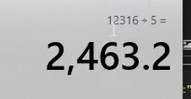 12316 ÷ 5 =
2,463.2